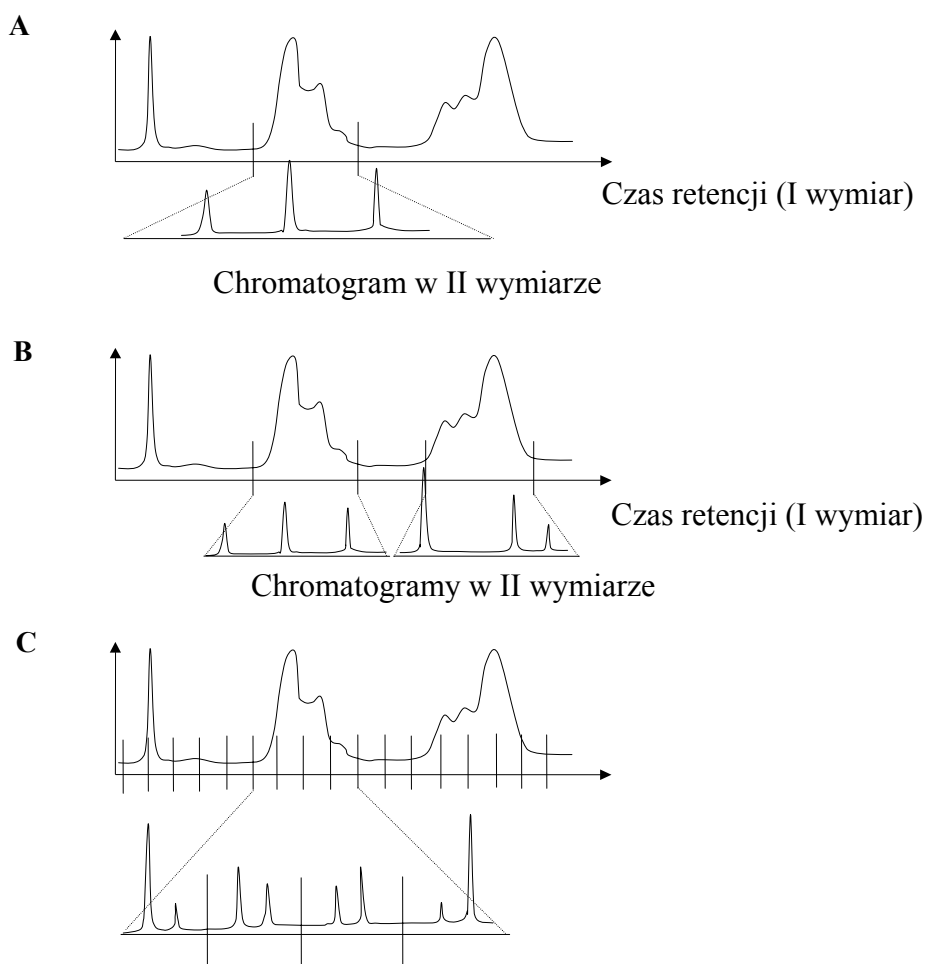 A
Czas retencji (I wymiar)
Chromatogram w II wymiarze
B
Czas retencji (I wymiar)
Chromatogramy w II wymiarze
C